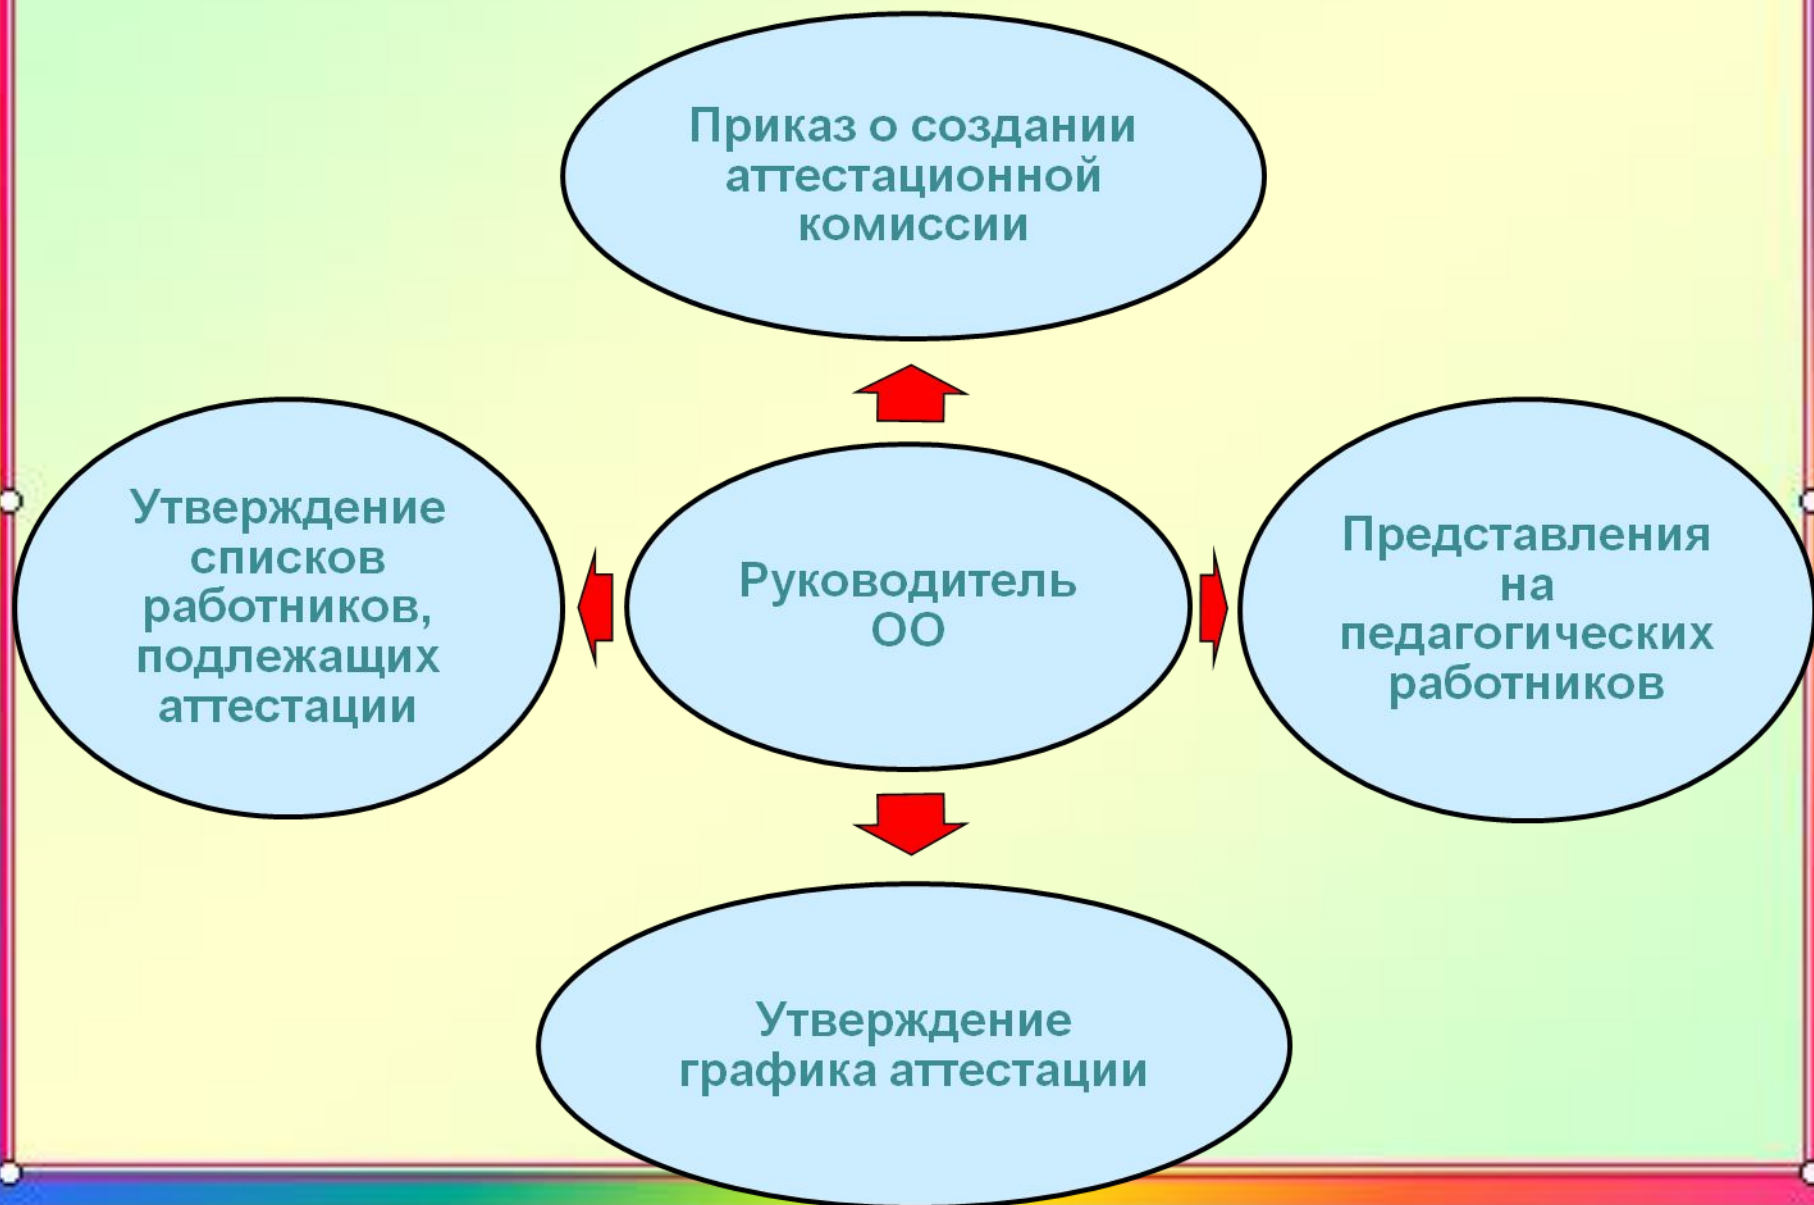 Приказ о создании
аттестационной
комиссии
Утверждение
списков
работников,
подлежащих
аттестации
Руководитель
ОО
Представления
на
педагогических
работников
Утверждение
графика аттестации